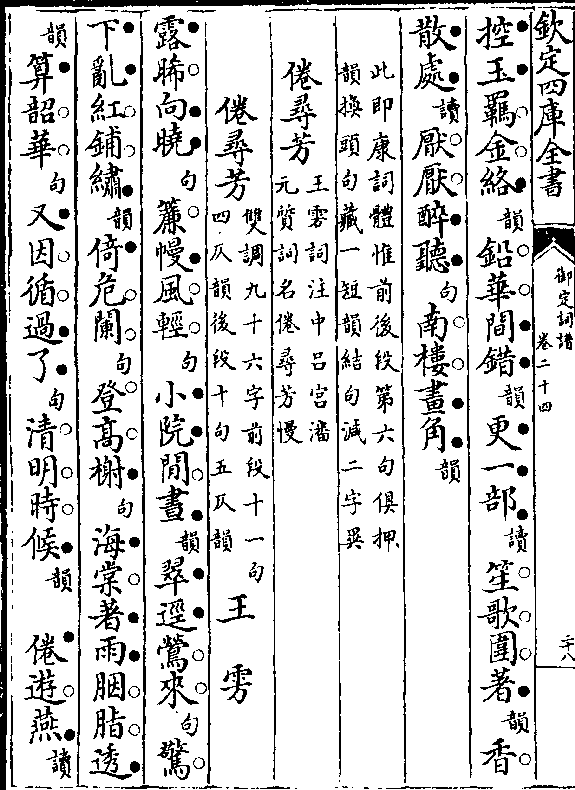 欽定四庫全書
御定詞譜
卷二十四
二十八
控玉羈金絡韻鉛華間錯韻更一部讀笙歌圍著韻香
散處讀厭厭醉聽句南樓畫角韻
此即康詞體惟前後段第六句俱押
韻換頭句藏一短韻結句減二字異
倦尋芳王雱詞注中呂宮潘
元質詞名倦尋芳慢
倦尋芳雙調九十六字前段十一句
四仄韻後段十句五仄韻王雱
露晞向曉句簾幔風輕句小院閒晝韻翠逕鶯來句驚
下亂紅鋪繡韻倚危闌句登高榭句海棠著雨胭脂透
韻算韶華句又因循過了句清明時候韻倦遊燕讀